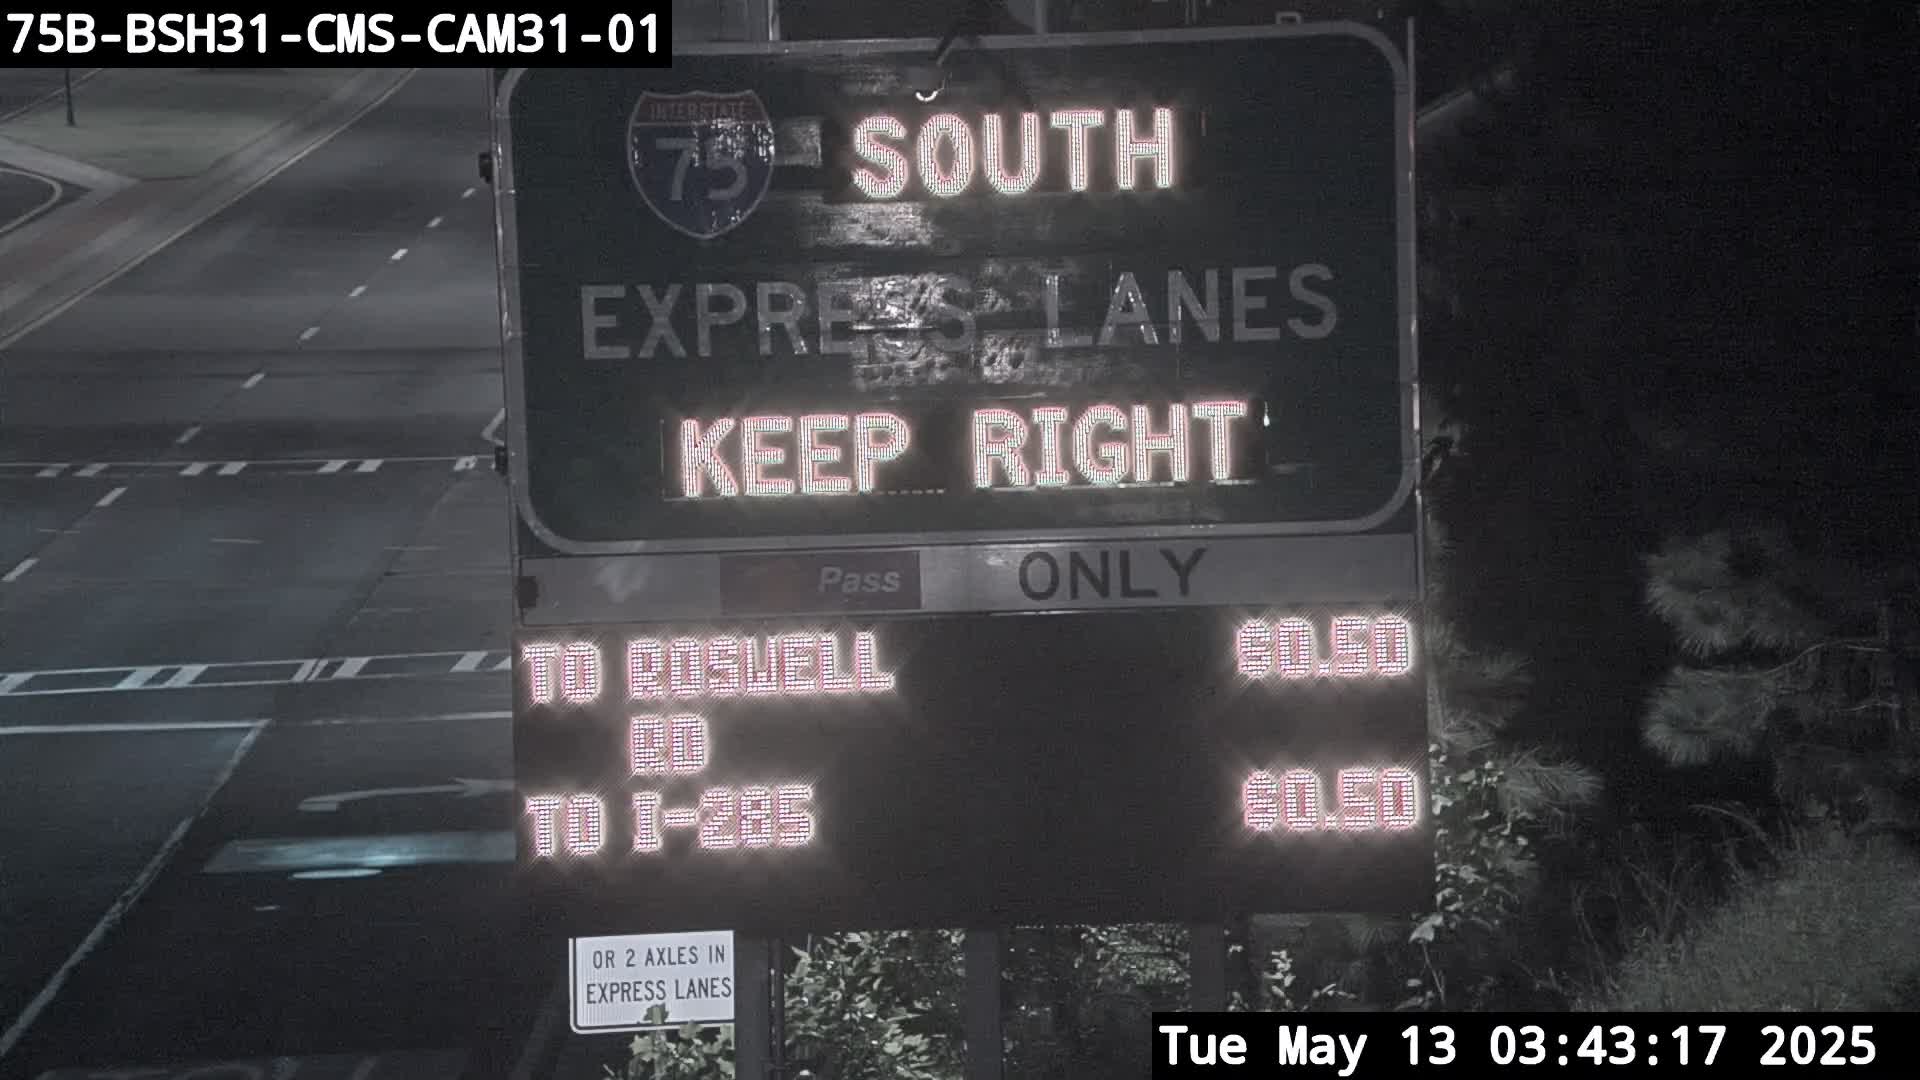 75B-BSH31-CMS-CAM31-01
INTERSTATE
75
SOUTH
EXPRESS LANES
KEEP RIGHT
Pass ONLY
TO ROSWELL $0.50
RD
TO I-285 $0.50
OR 2 AXLES IN
EXPRESS LANES
Tue May 13 03:43:17 2025